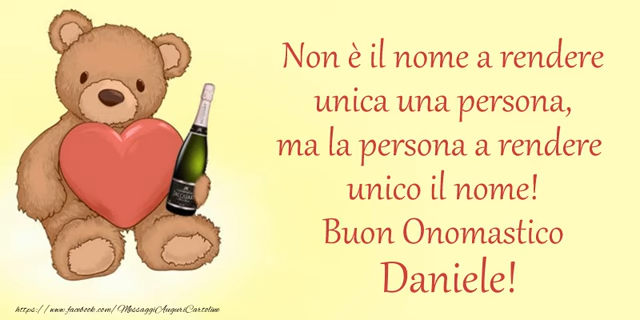 Non è il nome a rendere
unica una persona,
ma la persona a rendere
unico il nome!
Buon Onomastico
Daniele!
https://www.facebook.com/MessaggiAuguriCartoline